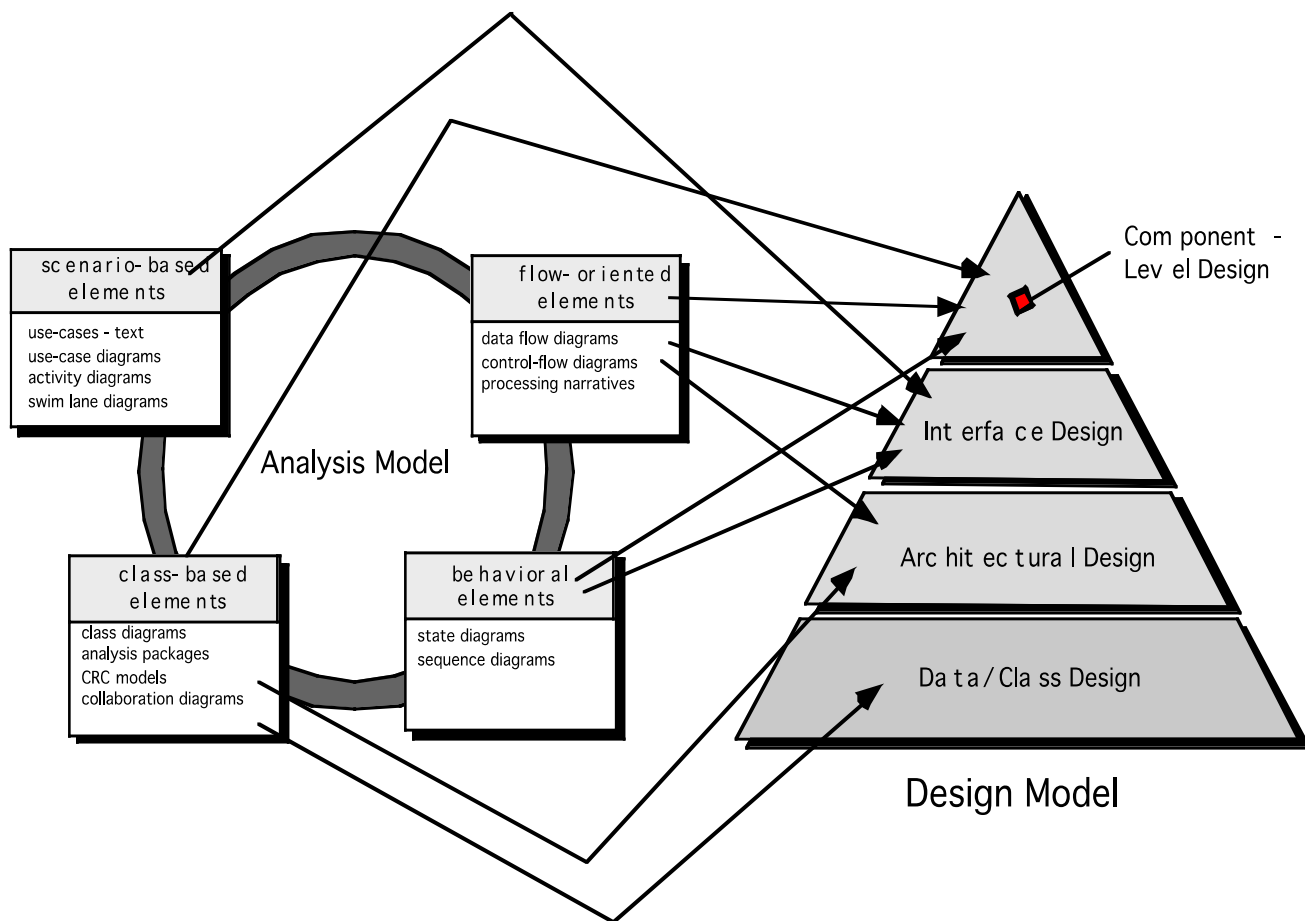 scenario-based
elements
use-cases - text
use-case diagrams
activity diagrams
swim lane diagrams
flow-oriented
elements
data flow diagrams
control-flow diagrams
processing narratives
Analysis Model
class-based
elements
class diagrams
analysis packages
CRC models
collaboration diagrams
behavioral
elements
state diagrams
sequence diagrams
Component -
Level Design
Interface Design
Architectural Design
Data/Class Design
Design Model